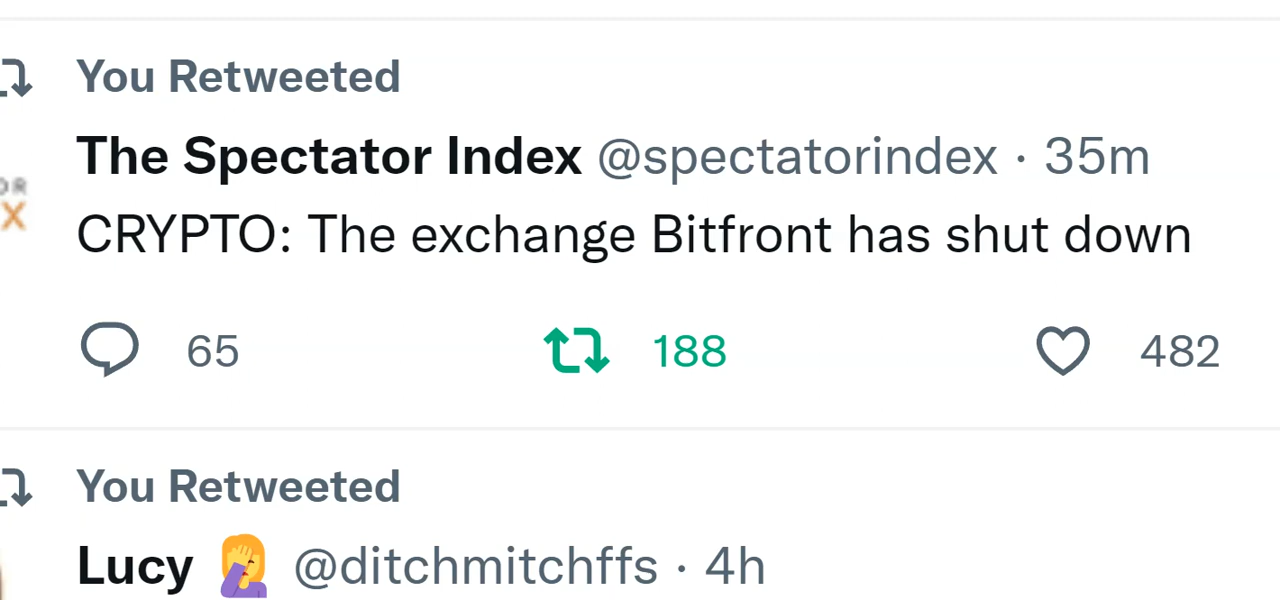 You Retweeted
The Spectator Index @spectatorindex · 35m
OR
X
CRYPTO: The exchange Bitfront has shut down
65 188 482
You Retweeted
Lucy 🤦‍♀️ @ditchmitchffs · 4h